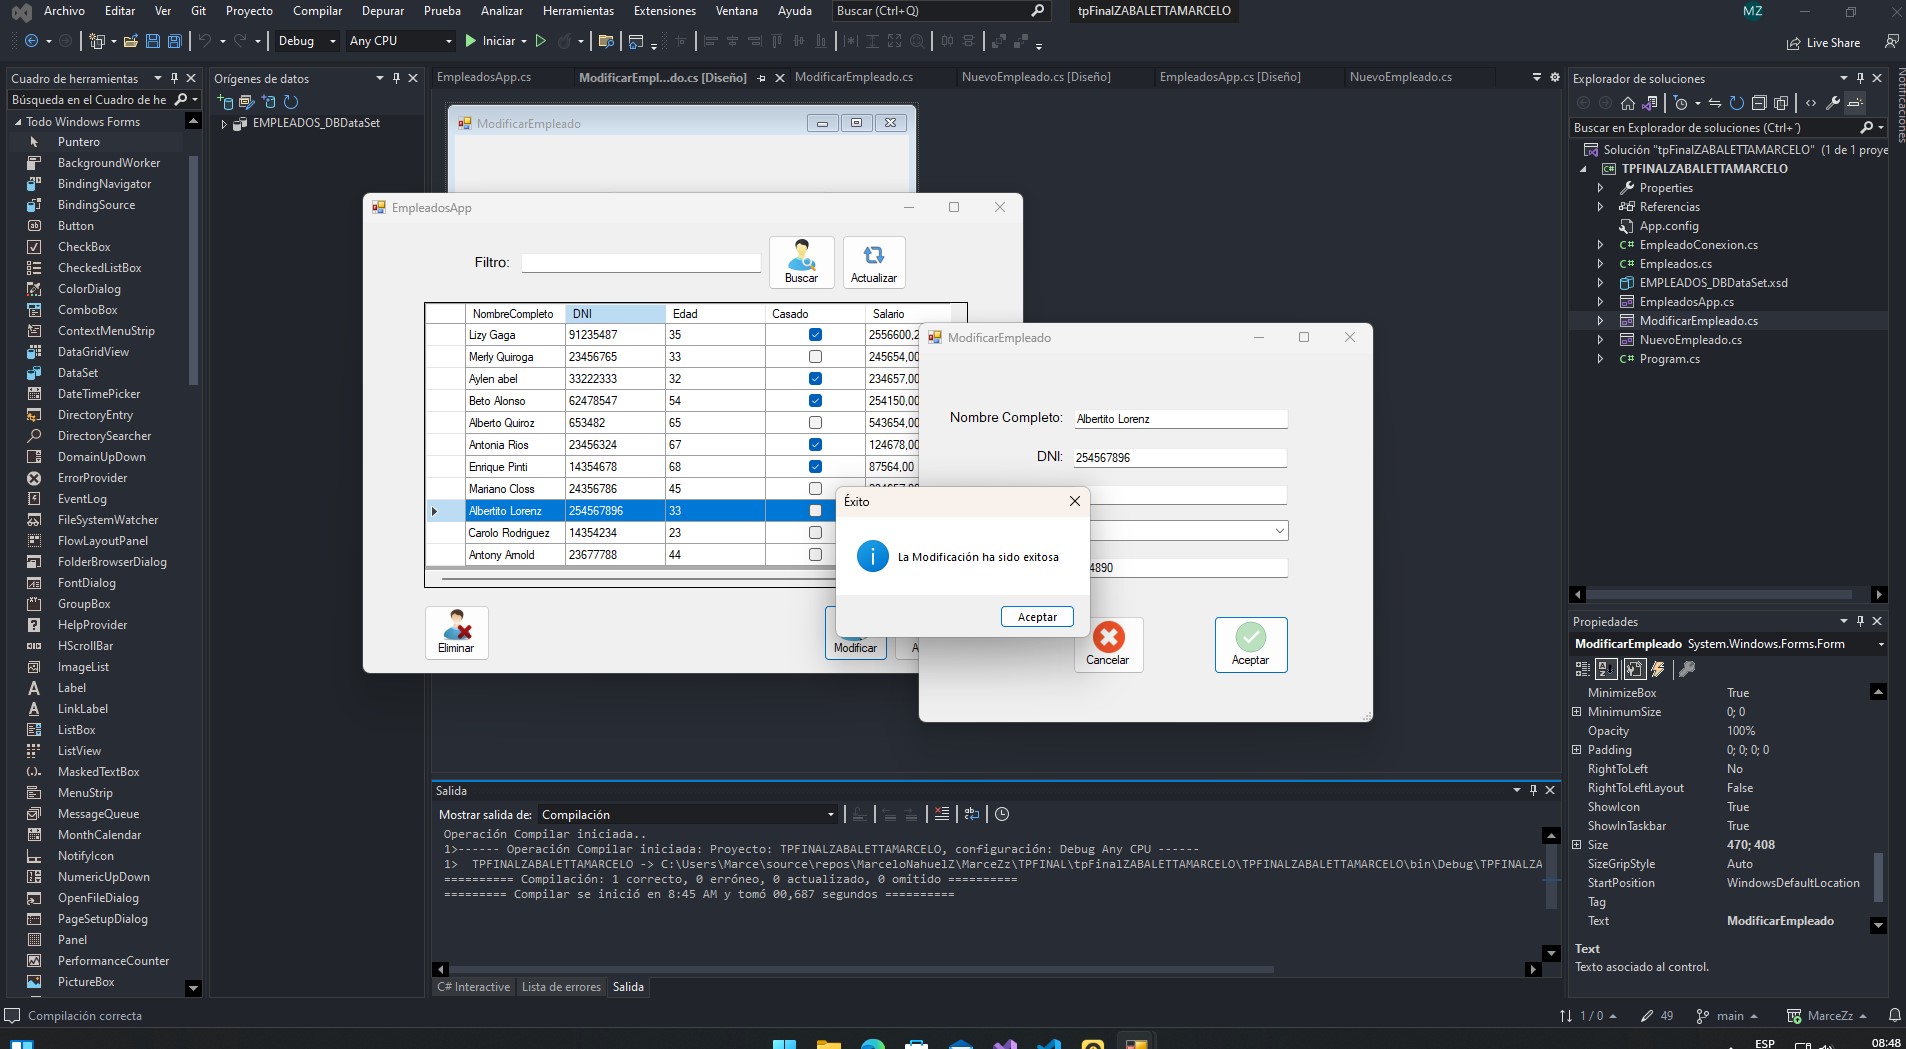 Archivo Editar Ver Git Proyecto Compilar Depurar Prueba Analizar Herramientas Extensiones Ventana Ayuda Buscar (Ctrl+Q) tpFinalZABALETTAMARCELO MZ
Debug Any CPU Iniciar Live Share
Cuadro de herramientas
Búsqueda en el Cuadro de he
Todo Windows Forms
Puntero
BackgroundWorker
BindingNavigator
BindingSource
Button
CheckBox
CheckedListBox
ColorDialog
ComboBox
ContextMenuStrip
DataGridView
DataSet
DateTimePicker
DirectoryEntry
DirectorySearcher
DomainUpDown
ErrorProvider
EventLog
FileSystemWatcher
FlowLayoutPanel
FolderBrowserDialog
FontDialog
GroupBox
HelpProvider
HScrollBar
ImageList
Label
LinkLabel
ListBox
ListView
MaskedTextBox
MenuStrip
MessageQueue
MonthCalendar
NotifyIcon
NumericUpDown
OpenFileDialog
PageSetupDialog
Panel
PerformanceCounter
PictureBox
Orígenes de datos
EMPLEADOS_DBDataSet
EmpleadosApp.cs ModificarEmpl...do.cs [Diseño] ModificarEmpleado.cs NuevoEmpleado.cs [Diseño] EmpleadosApp.cs [Diseño] NuevoEmpleado.cs
ModificarEmpleado
EmpleadosApp
Filtro:
Buscar
Actualizar
NombreCompleto DNI Edad Casado Salario
Lizy Gaga 91235487 35 2556600,2
Merly Quiroga 23456765 33 245654,00
Aylen abel 33222333 32 234657,00
Beto Alonso 62478547 54 254150,00
Alberto Quiroz 653482 65 543654,00
Antonia Rios 23456324 67 124678,00
Enrique Pinti 14354678 68 87564,00
Mariano Closs 24356786 45
Albertito Lorenz 254567896 33
Carolo Rodriguez 14354234 23
Antony Arnold 23677788 44
Eliminar
Modificar
A
ModificarEmpleado
Nombre Completo: Albertito Lorenz
DNI: 254567896
4890
Cancelar
Aceptar
Éxito
La Modificación ha sido exitosa
Aceptar
Salida
Mostrar salida de: Compilación
Operación Compilar iniciada..
1>------ Operación Compilar iniciada: Proyecto: TPFINALZABALETTAMARCELO, configuración: Debug Any CPU ------
1>  TPFINALZABALETTAMARCELO -> C:\Users\Marce\source\repos\MarceloNahuelZ\MarceZz\TPFINAL\tpFinalZABALETTAMARCELO\TPFINALZABALETTAMARCELO\bin\Debug\TPFINALZA
========== Compilación: 1 correcto, 0 erróneo, 0 actualizado, 0 omitido ==========
========= Compilar se inició en 8:45 AM y tomó 00,687 segundos ==========
C# Interactive Lista de errores Salida
Explorador de soluciones
Buscar en Explorador de soluciones (Ctrl+´)
Solución "tpFinalZABALETTAMARCELO" (1 de 1 proye
TPFINALZABALETTAMARCELO
Properties
Referencias
App.config
EmpleadoConexion.cs
Empleados.cs
EMPLEADOS_DBDataSet.xsd
EmpleadosApp.cs
ModificarEmpleado.cs
NuevoEmpleado.cs
Program.cs
Notificaciones
Propiedades
ModificarEmpleado System.Windows.Forms.Form
MinimizeBox True
MinimumSize 0; 0
Opacity 100%
Padding 0; 0; 0; 0
RightToLeft No
RightToLeftLayout False
ShowIcon True
ShowInTaskbar True
Size 470; 408
SizeGripStyle Auto
StartPosition WindowsDefaultLocation
Tag
Text ModificarEmpleado
Text
Texto asociado al control.
Compilación correcta 1 / 0 49 main MarceZz
ESP 08:48